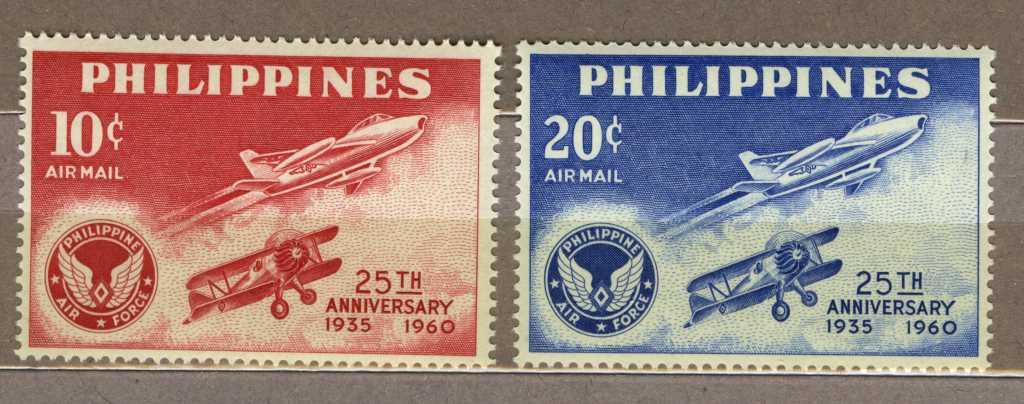 PHILIPPINES
10¢
AIR MAIL
PHILIPPINE
AIR FORCE
25TH
ANNIVERSARY
1935 1960
PHILIPPINES
20¢
AIR MAIL
PHILIPPINE
AIR FORCE
25TH
ANNIVERSARY
1935 1960